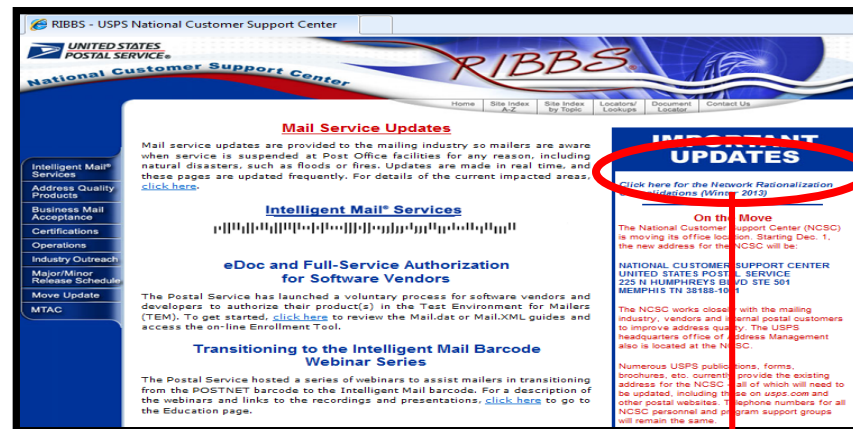 RIBBS - USPS National Customer Support Center
UNITED STATES
POSTAL SERVICE®
National Customer Support Center
RIBBS®
Home
Site Index
A-Z
Site Index
by Topic
Locators/
Lookups
Document
Locator
Contact Us
Intelligent Mail®
Services
Address Quality
Products
Business Mail
Acceptance
Certifications
Operations
Industry Outreach
Major/Minor
Release Schedule
Move Update
MTAC
Mail Service Updates
Mail service updates are provided to the mailing industry so mailers are aware
when service is suspended at Post Office facilities for any reason, including
natural disasters, such as floods or fires. Updates are made in real time, and
these pages are updated frequently. For details of the current impacted areas,
click here.
Intelligent Mail® Services
eDoc and Full-Service Authorization
for Software Vendors
The Postal Service has launched a voluntary process for software vendors and
developers to authorize their product(s) in the Test Environment for Mailers
(TEM). To get started, click here to review the Mail.dat or Mail.XML guides and
access the on-line Enrollment Tool.
Transitioning to the Intelligent Mail Barcode
Webinar Series
The Postal Service hosted a series of webinars to assist mailers in transitioning
from the POSTNET barcode to the Intelligent Mail barcode. For a description of
the webinars and links to the recordings and presentations, click here to go to
the Education page.
IMPORTANT
UPDATES
Click here for the Network Rationalization
(Winter 2013)
On the Move
The National Customer Support Center (NCSC)
is moving its office location. Starting Dec. 1,
the new address for the NCSC will be:
NATIONAL CUSTOMER SUPPORT CENTER
UNITED STATES POSTAL SERVICE
225 N HUMPHREYS BLVD STE 501
MEMPHIS TN
The NCSC works closely with the mailing
industry, vendors and internal postal customers
to improve address quality. The USPS
headquarters office of Address Management
also is located at the NCSC.
Numerous USPS publications, forms,
brochures, etc. currently provide the existing
address for the NCSC - all of which will need to
be updated, including those on usps.com and
other postal websites. Telephone numbers for all
NCSC personnel and program support groups
will remain the same.